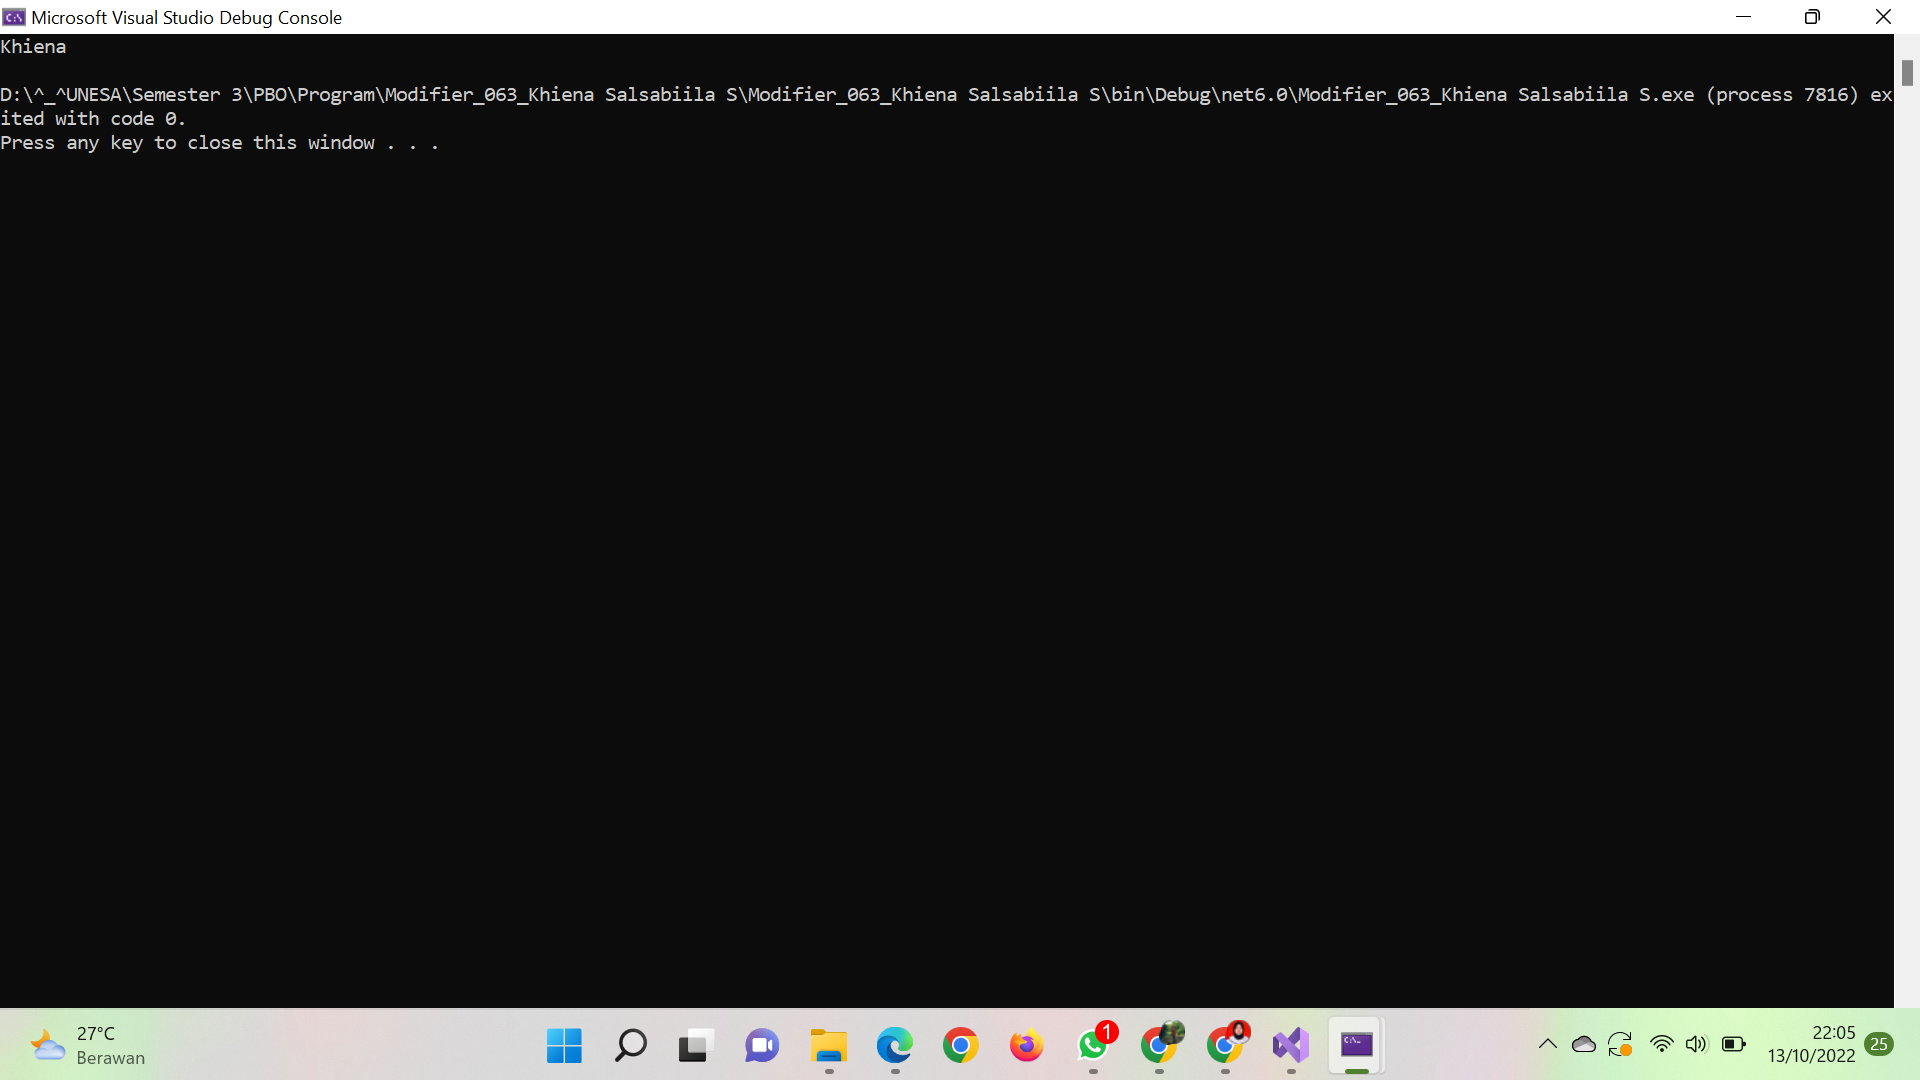 Microsoft Visual Studio Debug Console
Khiena
D:\^_^UNESA\Semester 3\PBO\Program\Modifier_063_Khiena Salsabiila S\Modifier_063_Khiena Salsabiila S\bin\Debug\net6.0\Modifier_063_Khiena Salsabiila S.exe (process 7816) ex
ited with code 0.
Press any key to close this window . . .
27°C
Berawan
1
22:05
13/10/2022
25